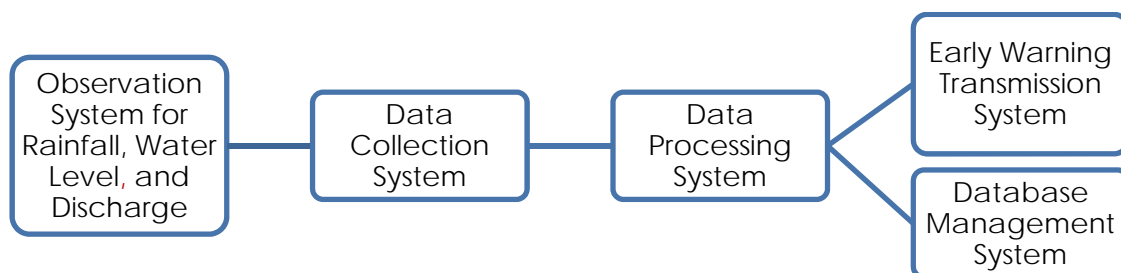 Observation
System for
Rainfall, Water
Level, and
Discharge
Data
Collection
System
Data
Processing
System
Early Warning
Transmission
System
Database
Management
System